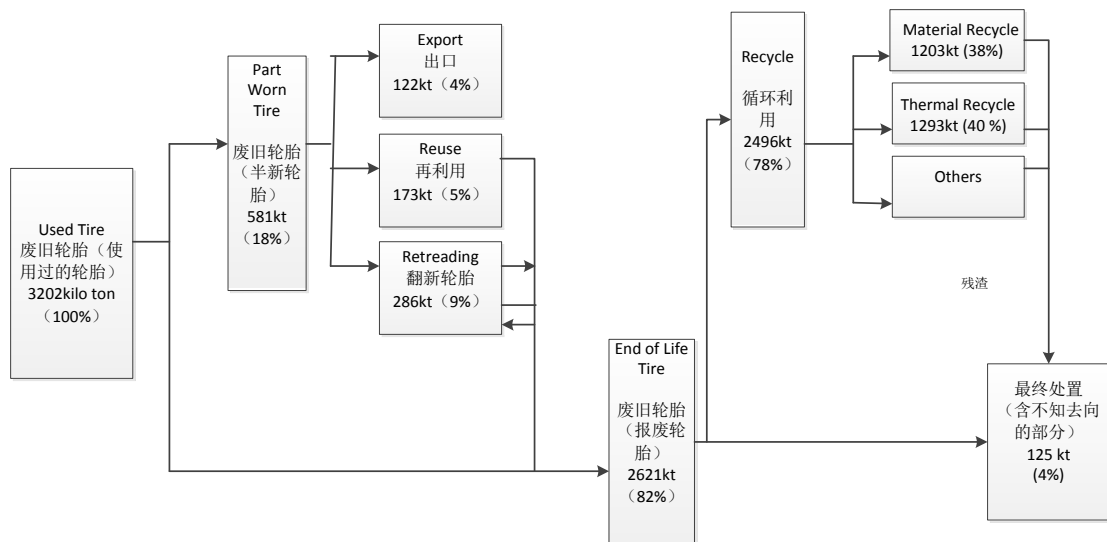 Used Tire
废旧轮胎（使
用过的轮胎）
3202kilo ton
（100%）
Part
Worn
Tire
废旧轮胎
（半新轮
胎）
581kt
（18%）
Export
出口
122kt（4%）
Reuse
再利用
173kt（5%）
Retreading
翻新轮胎
286kt（9%）
End of Life
Tire
废旧轮胎
（报废轮
胎）
2621kt
（82%）
Recycle
循环利
用
2496kt
（78%）
Material Recycle
1203kt (38%)
Thermal Recycle
1293kt (40 %)
Others
残渣
最终处置
（含不知去向
的部分）
125 kt
(4%)